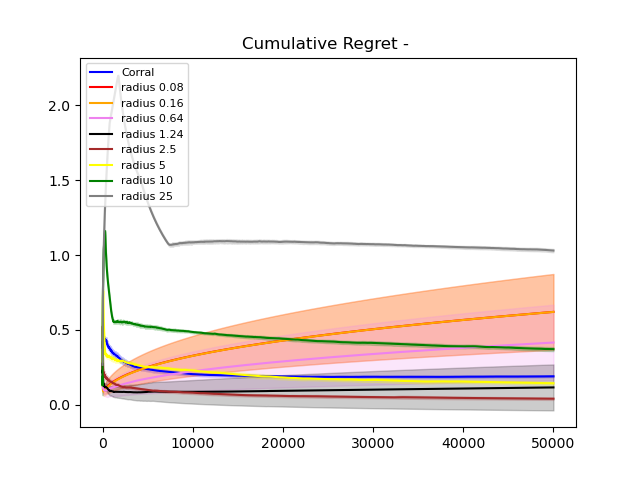 Cumulative Regret -
Corral
radius 0.08
radius 0.16
radius 0.64
radius 1.24
radius 2.5
radius 5
radius 10
radius 25
2.0
1.5
1.0
0.5
0.0
0 10000 20000 30000 40000 50000